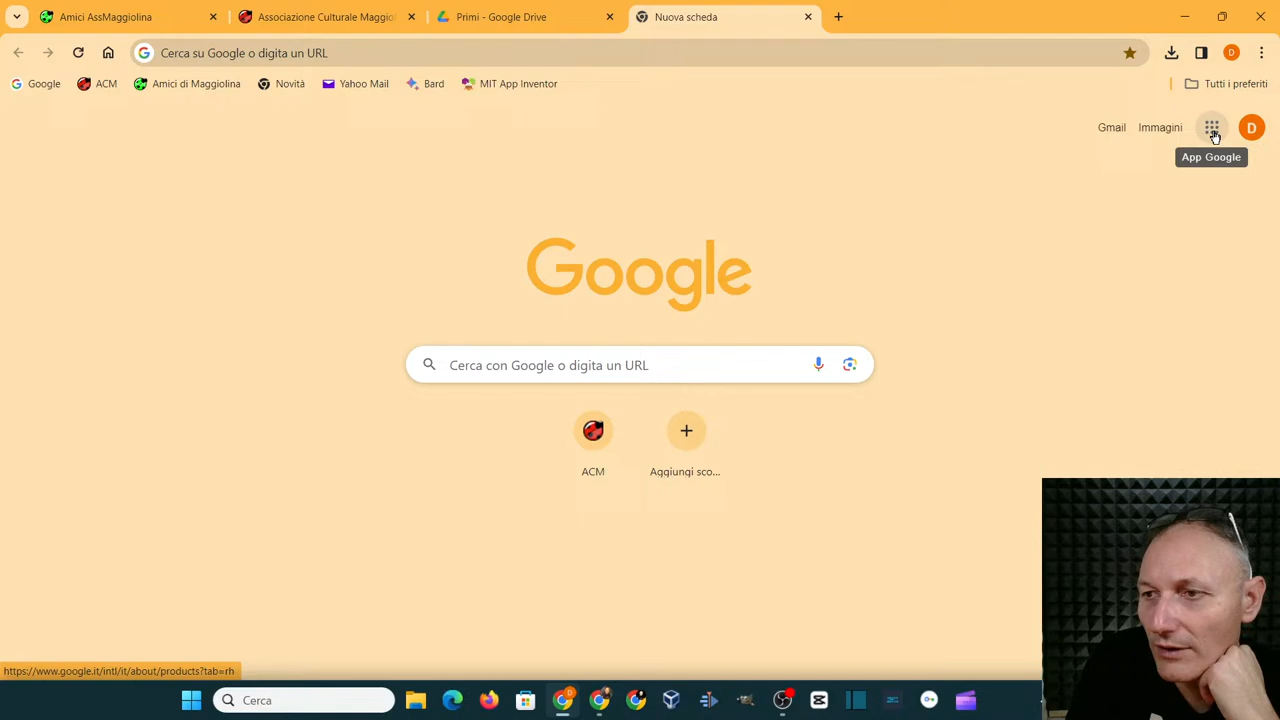 Amici AssMaggiolina
Associazione Culturale Maggiol
Primi - Google Drive
Nuova scheda
Cerca su Google o digita un URL
D
Google
ACM
Amici di Maggiolina
Novità
Yahoo Mail
Bard
MIT App Inventor
Tutti i preferiti
Gmail
Immagini
D
App Google
Google
Cerca con Google o digita un URL
ACM
Aggiungi sco...
https://www.google.it/intl/it/about/products?tab=rh
Cerca